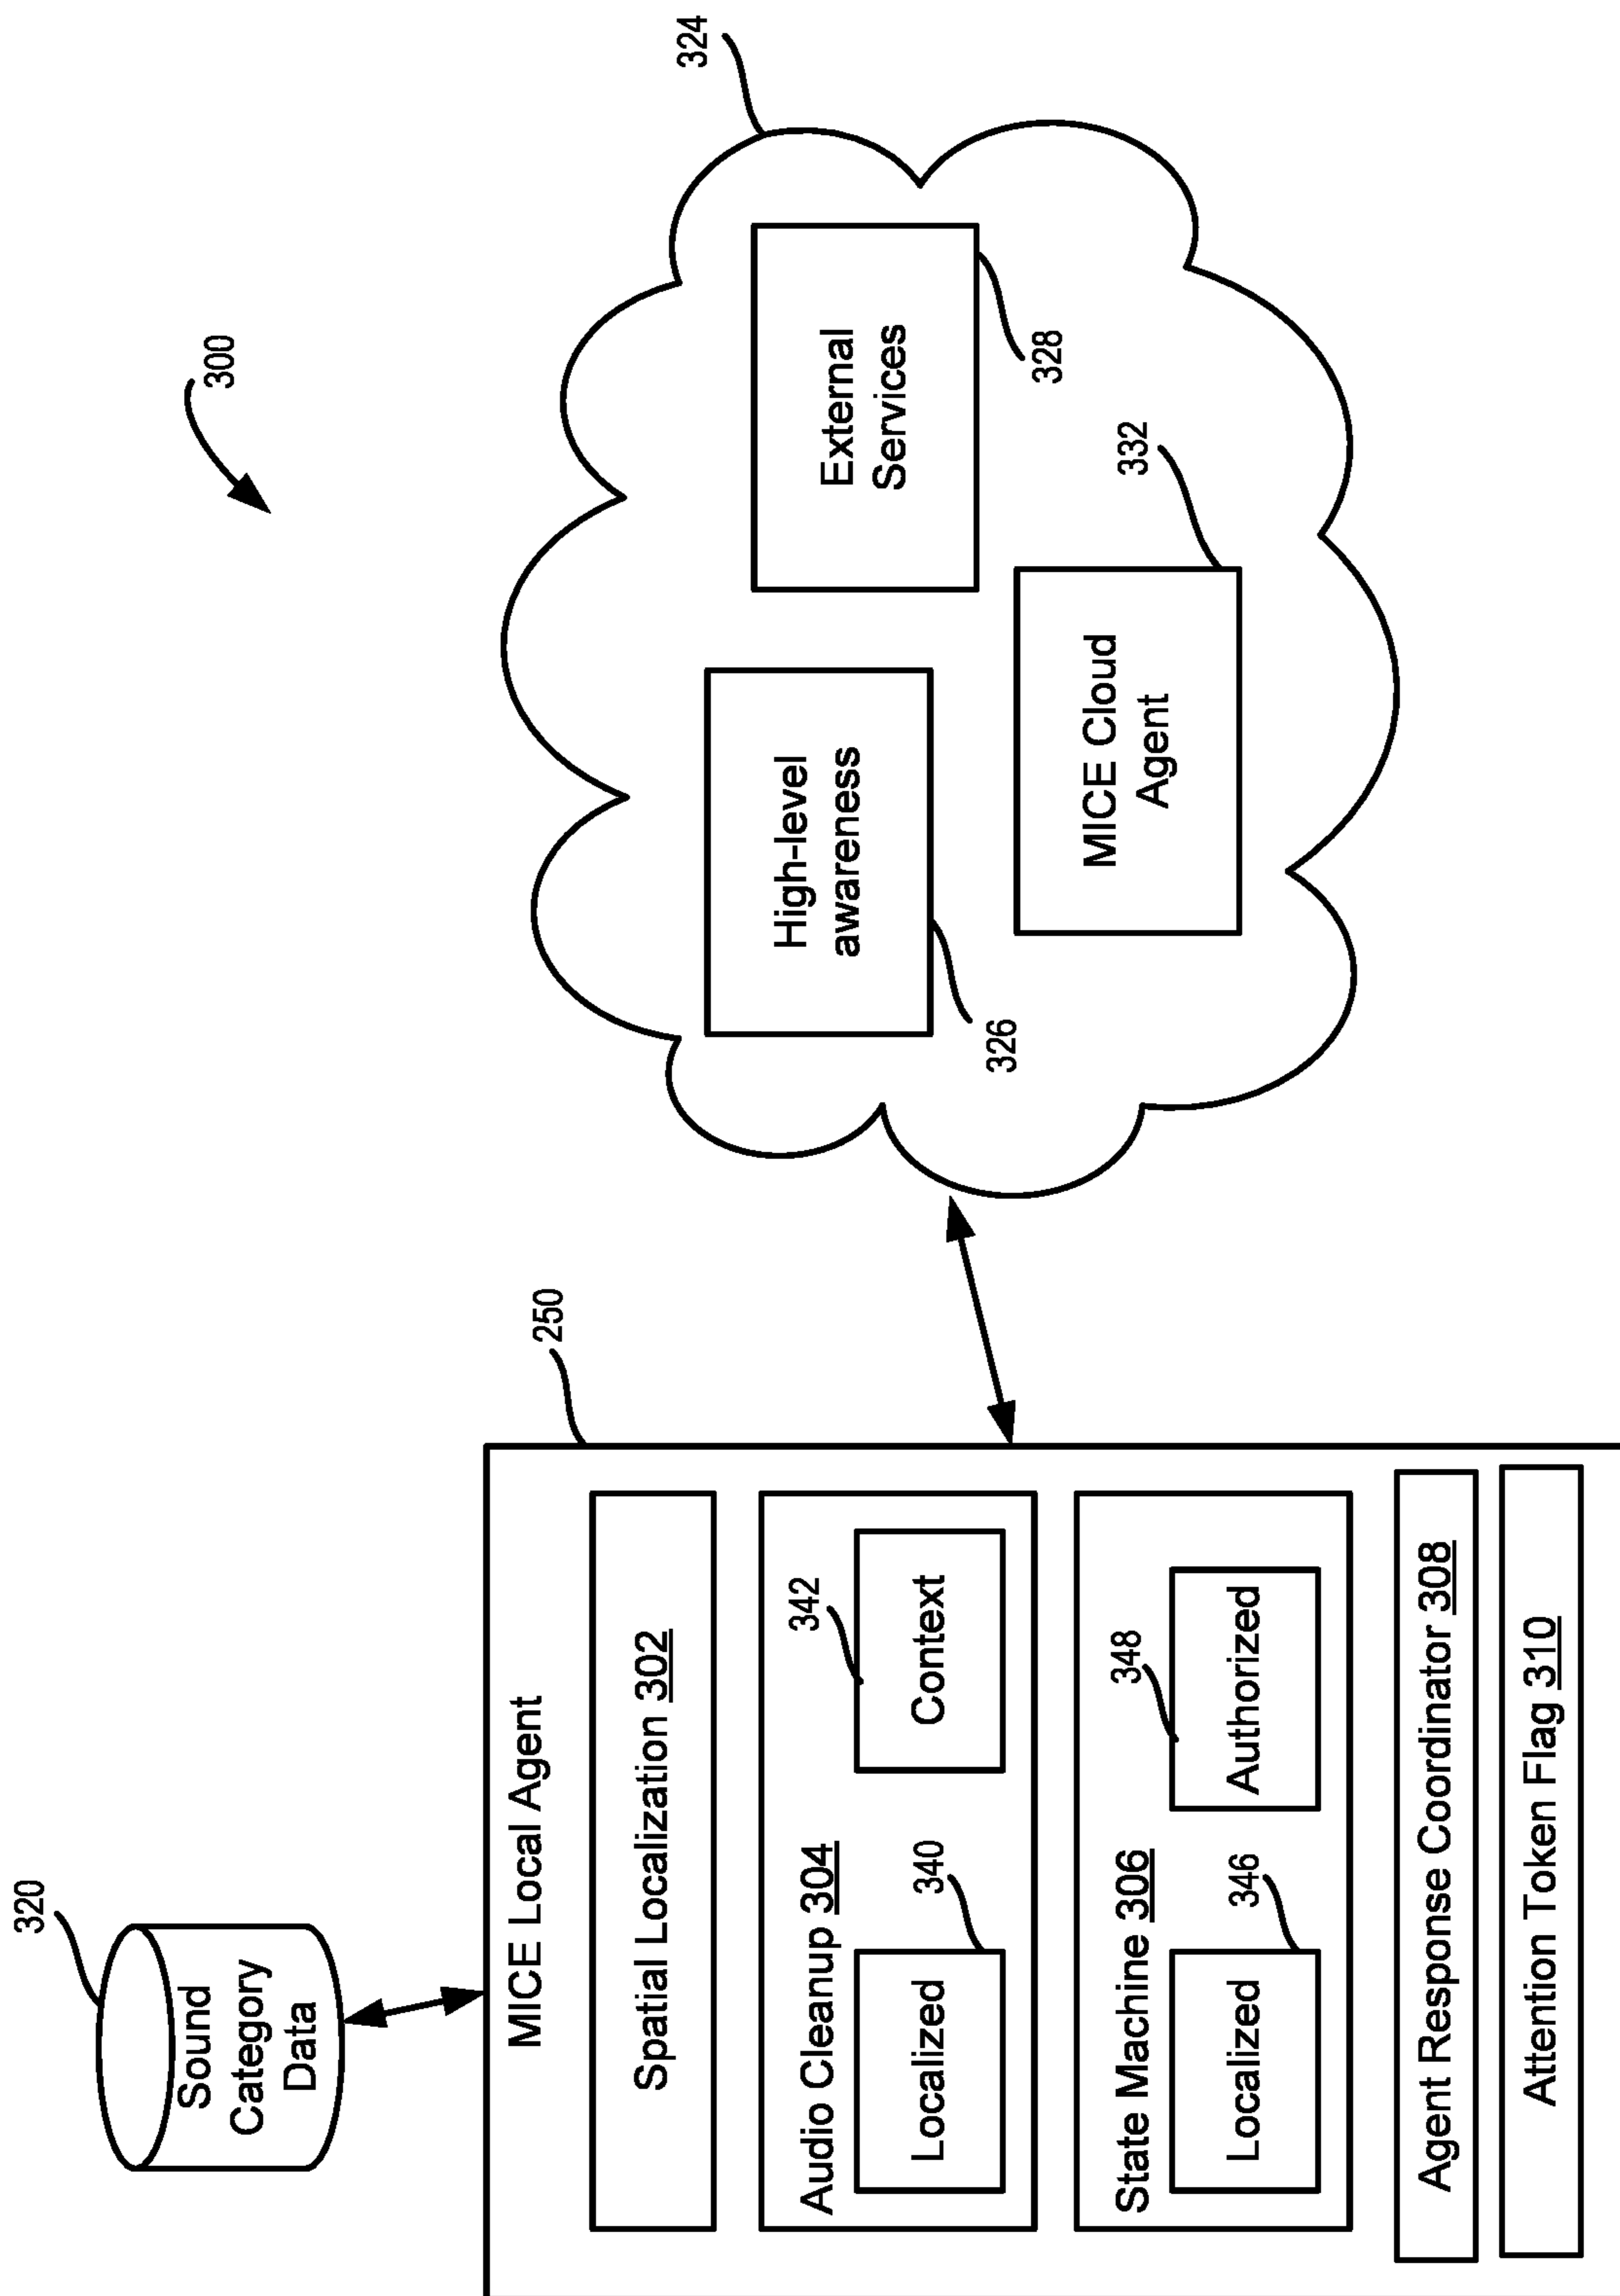 300
320
Sound
Category
Data
250
MICE Local Agent
Spatial Localization 302
Audio Cleanup 304
342
340
Localized
Context
State Machine 306
348
346
Localized
Authorized
Agent Response Coordinator 308
Attention Token Flag 310
324
High-level
awareness
326
External
Services
328
MICE Cloud
Agent
332